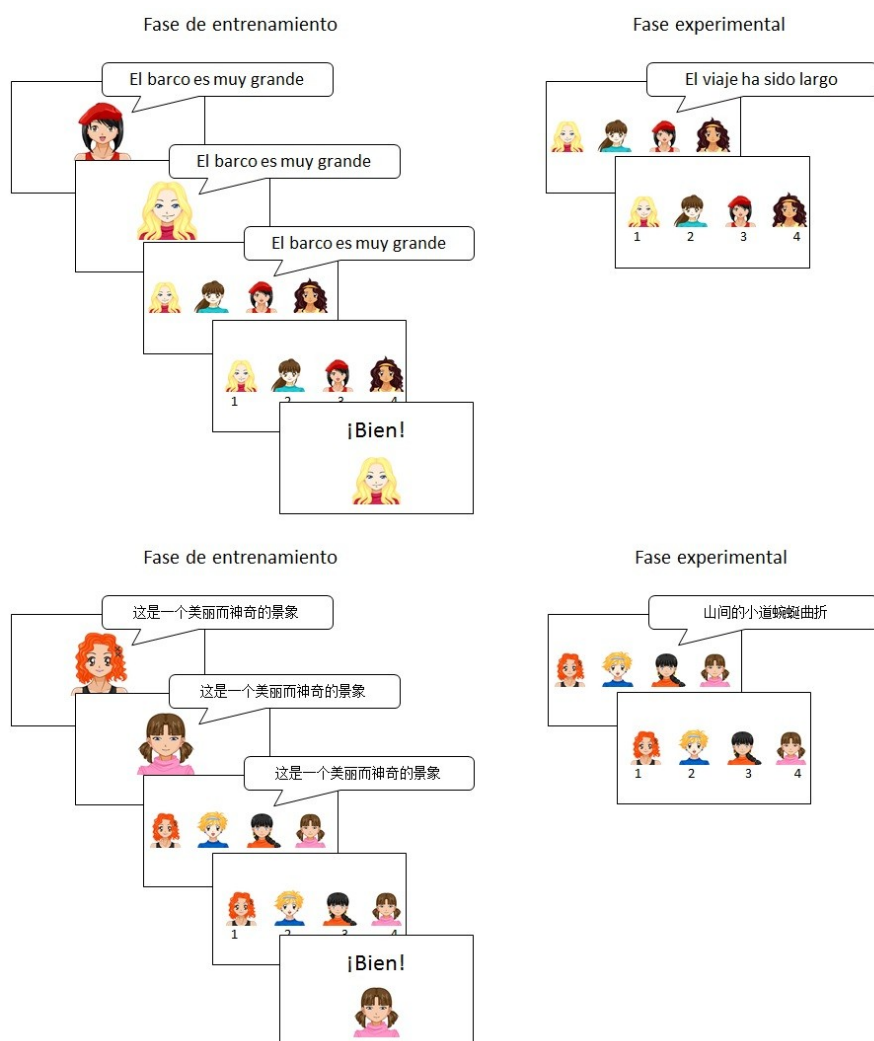 Fase de entrenamiento
El barco es muy grande
El barco es muy grande
El barco es muy grande
1 2 3 4
¡Bien!
Fase experimental
El viaje ha sido largo
1 2 3 4
Fase de entrenamiento
这是一个美丽而神奇的景象
这是一个美丽而神奇的景象
这是一个美丽而神奇的景象
1 2 3 4
¡Bien!
Fase experimental
山间的小道蜿蜒曲折
1 2 3 4